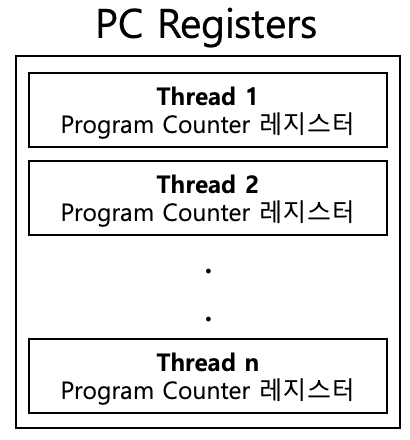 PC Registers
Thread 1
Program Counter 레지스터
Thread 2
Program Counter 레지스터
.
.
Thread n
Program Counter 레지스터